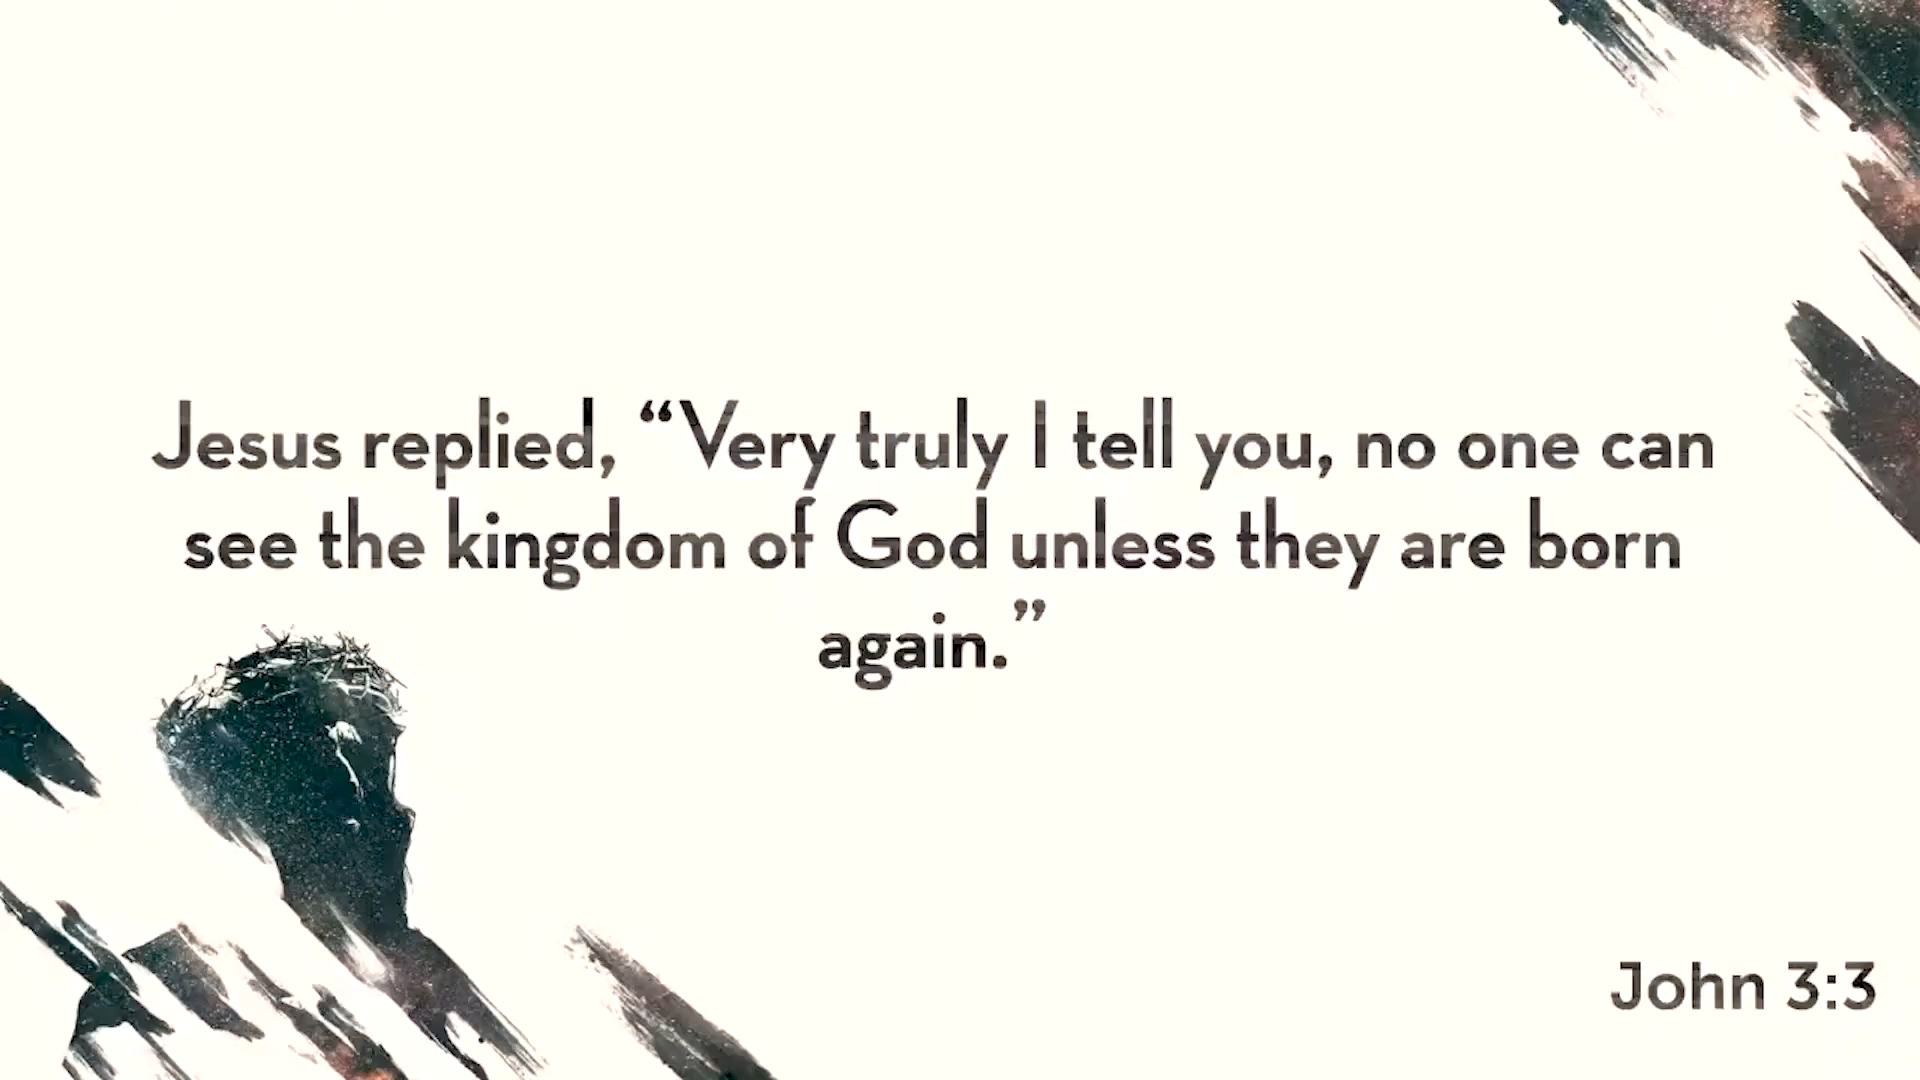 Jesus replied, “Very truly I tell you, no one can
see the kingdom of God unless they are born
again.”
John 3:3